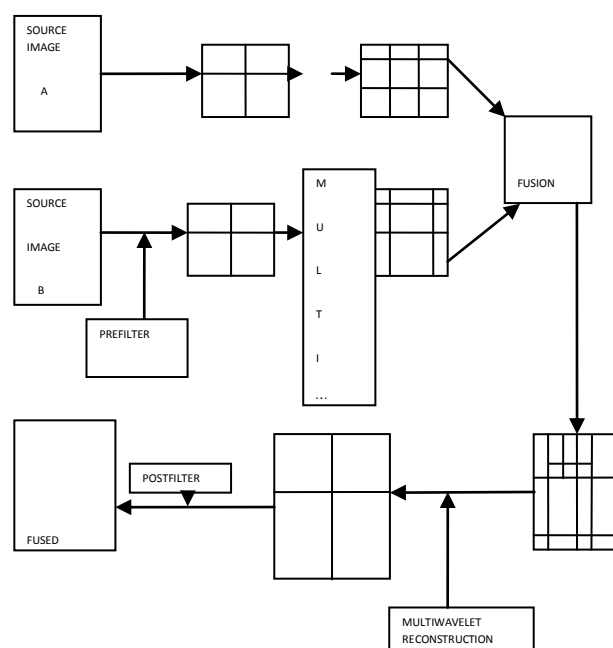 SOURCE
IMAGE
A
SOURCE
IMAGE
B
PREFILTER
M
U
L
T
I
...
FUSION
FUSED
POSTFILTER
MULTIWAVELET
RECONSTRUCTION